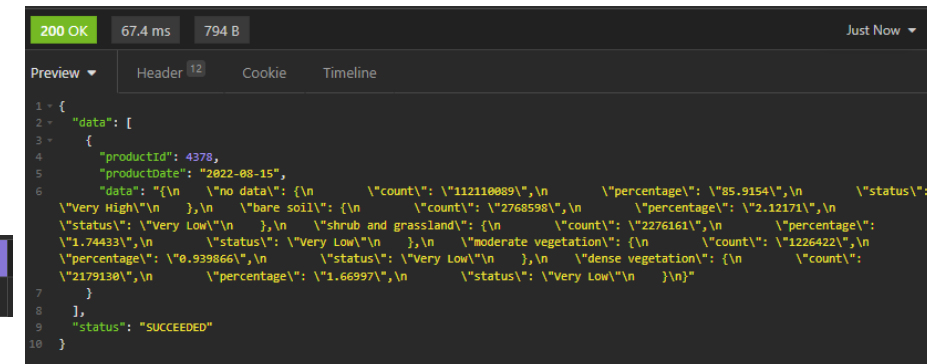 200 OK 67.4 ms 794 B Just Now
Preview Header 12 Cookie Timeline
1 {
2 "data": [
3 {
4 "productId": 4378,
5 "productDate": "2022-08-15",
6 "data": "{\n \"no data\": {\n \"count\": \"112110089\",\n \"percentage\": \"85.9154\",\n \"status\":
\"Very High\"\n },\n \"bare soil\": {\n \"count\": \"2768598\",\n \"percentage\": \"2.12171\",\n
\"status\": \"Very Low\"\n },\n \"shrub and grassland\": {\n \"count\": \"2276161\",\n \"percentage\":
\"1.74433\",\n \"status\": \"Very Low\"\n },\n \"moderate vegetation\": {\n \"count\": \"1226422\",\n
\"percentage\": \"0.939866\",\n \"status\": \"Very Low\"\n },\n \"dense vegetation\": {\n \"count\":
\"2179130\",\n \"percentage\": \"1.66997\",\n \"status\": \"Very Low\"\n }\n}"
7 }
8 ],
9 "status": "SUCCEEDED"
10 }